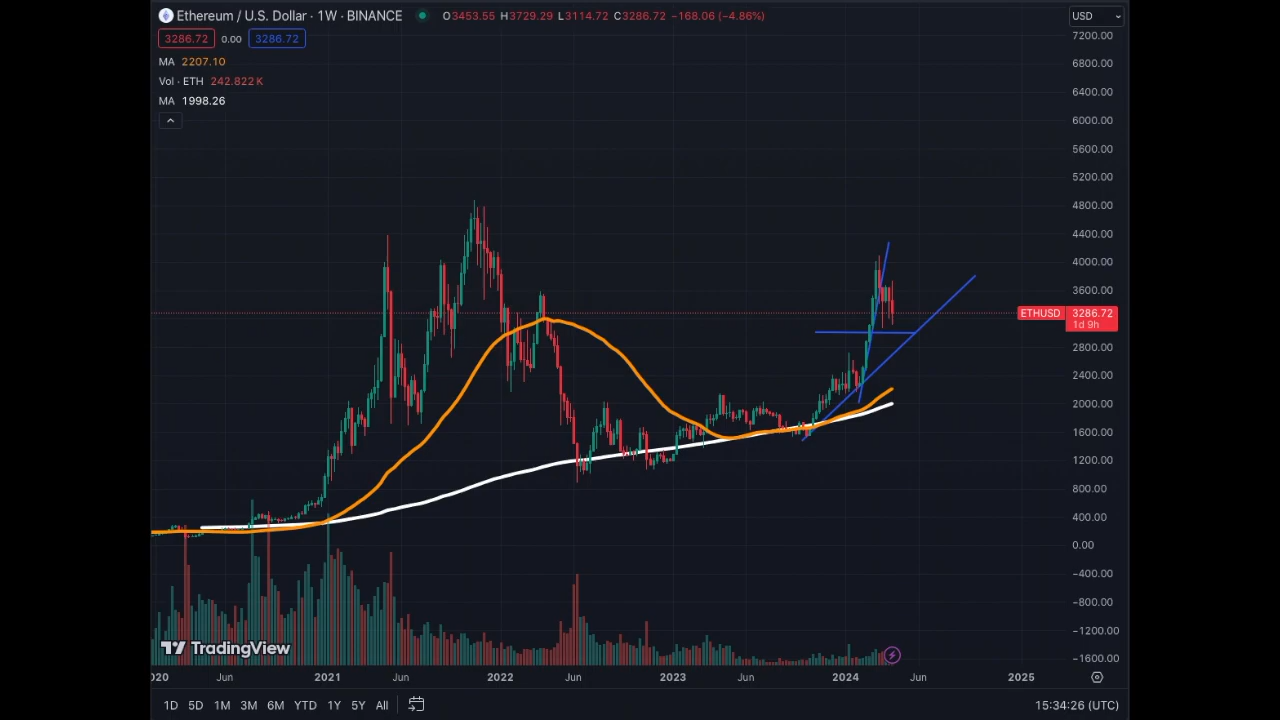 Ethereum / U.S. Dollar · 1W · BINANCE O3453.55 H3729.29 L3114.72 C3286.72 −168.06 (−4.86%) USD
3286.72 0.00 3286.72
MA 2207.10
Vol · ETH 242.822K
MA 1998.26
7200.00
6800.00
6400.00
6000.00
5600.00
5200.00
4800.00
4400.00
4000.00
3600.00
ETHUSD 3286.72
1d 9h
2800.00
2400.00
2000.00
1600.00
1200.00
800.00
400.00
0.00
−400.00
−800.00
−1200.00
−1600.00
TradingView
020 Jun 2021 Jun 2022 Jun 2023 Jun 2024 Jun 2025
1D 5D 1M 3M 6M YTD 1Y 5Y All 15:34:26 (UTC)